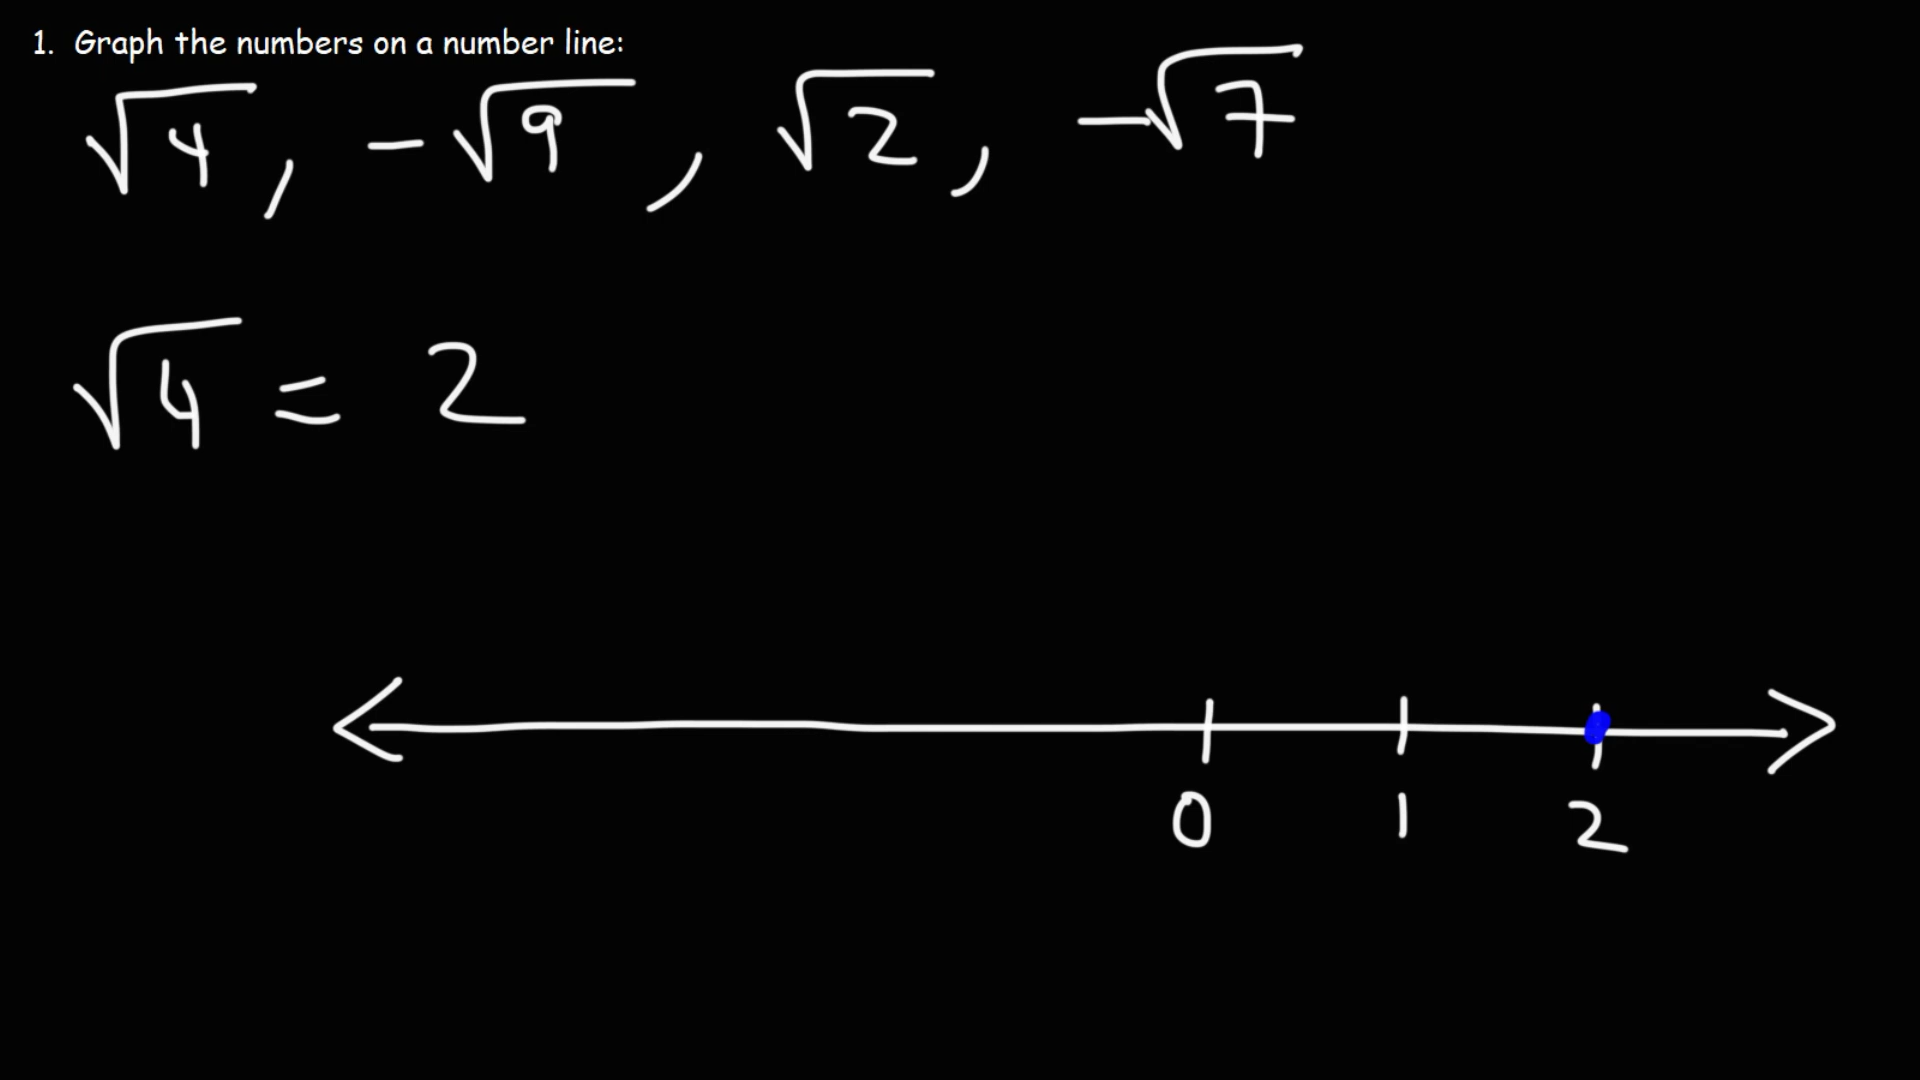 1. Graph the numbers on a number line:
√4, -√9, √2, -√7
√4 = 2
0 1 2